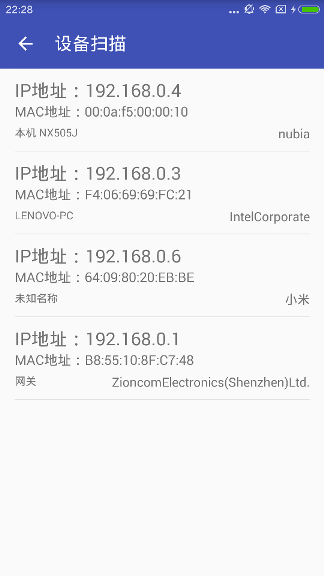 22:28
设备扫描
IP地址：192.168.0.4
MAC地址：00:0a:f5:00:00:10
本机 NX505J
nubia
IP地址：192.168.0.3
MAC地址：F4:06:69:69:FC:21
LENOVO-PC
IntelCorporate
IP地址：192.168.0.6
MAC地址：64:09:80:20:EB:BE
未知名称
小米
IP地址：192.168.0.1
MAC地址：B8:55:10:8F:C7:48
网关
ZioncomElectronics(Shenzhen)Ltd.